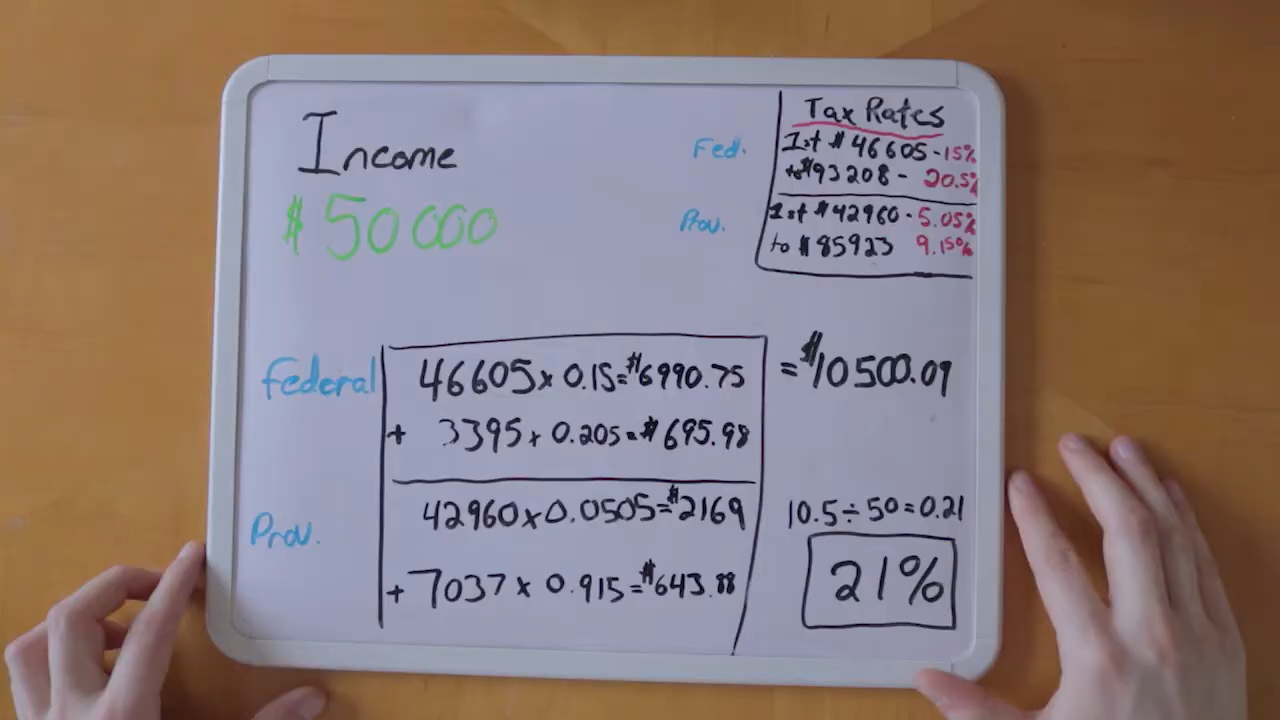 Income
$50000
Tax Rates
Fed.
1st $46605 - 15%
to $93208 - 20.5%
Prov.
1st $42960 - 5.05%
to $85923 9.15%
Federal
46605 x 0.15 = $6990.75
+ 3395 + 0.205 = $695.98
= $10500.09
Prov.
42960 x 0.0505 = $2169
+ 7037 x 0.915 = $643.88
10.5 ÷ 50 = 0.21
21%